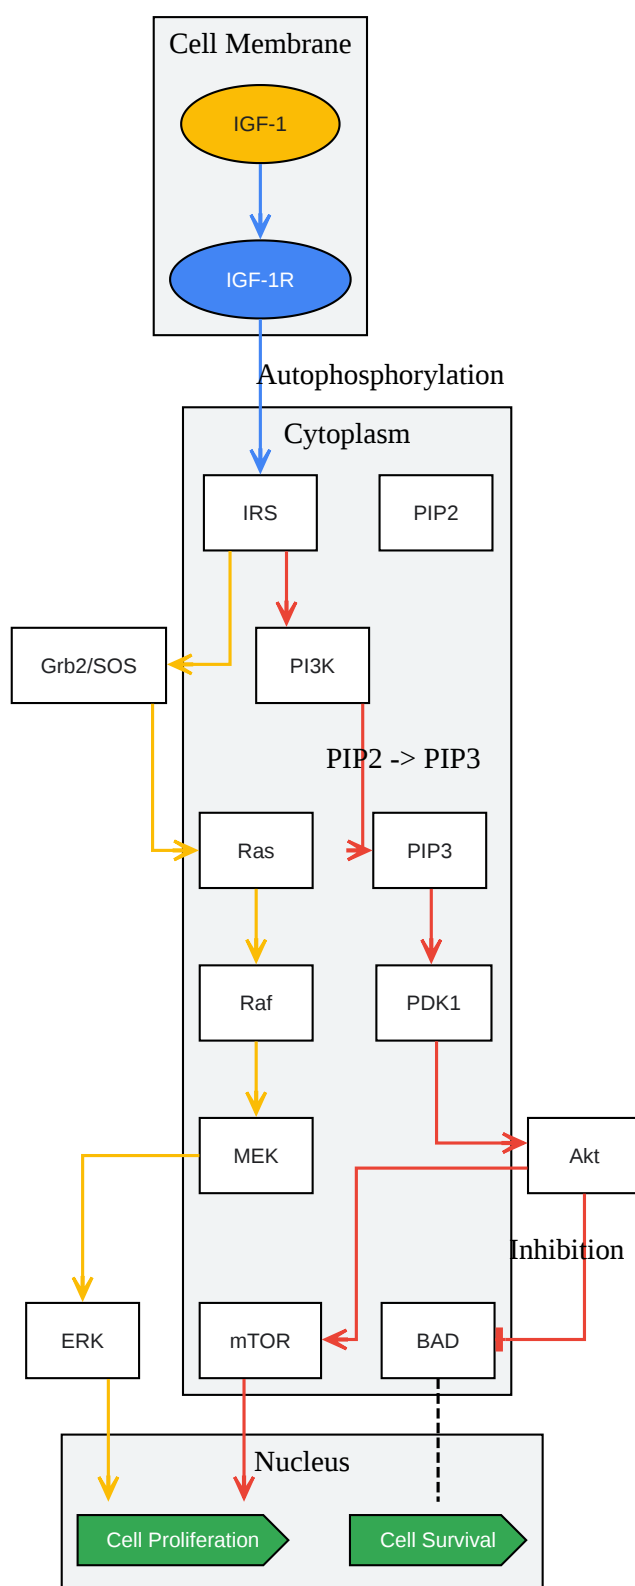 Cell Membrane
IGF-1
IGF-1R
Autophosphorylation
Cytoplasm
IRS
PIP2
Grb2/SOS
PI3K
PIP2 -> PIP3
Ras
PIP3
Raf
PDK1
MEK
Akt
Inhibition
ERK
mTOR
BAD
Nucleus
Cell Proliferation
Cell Survival